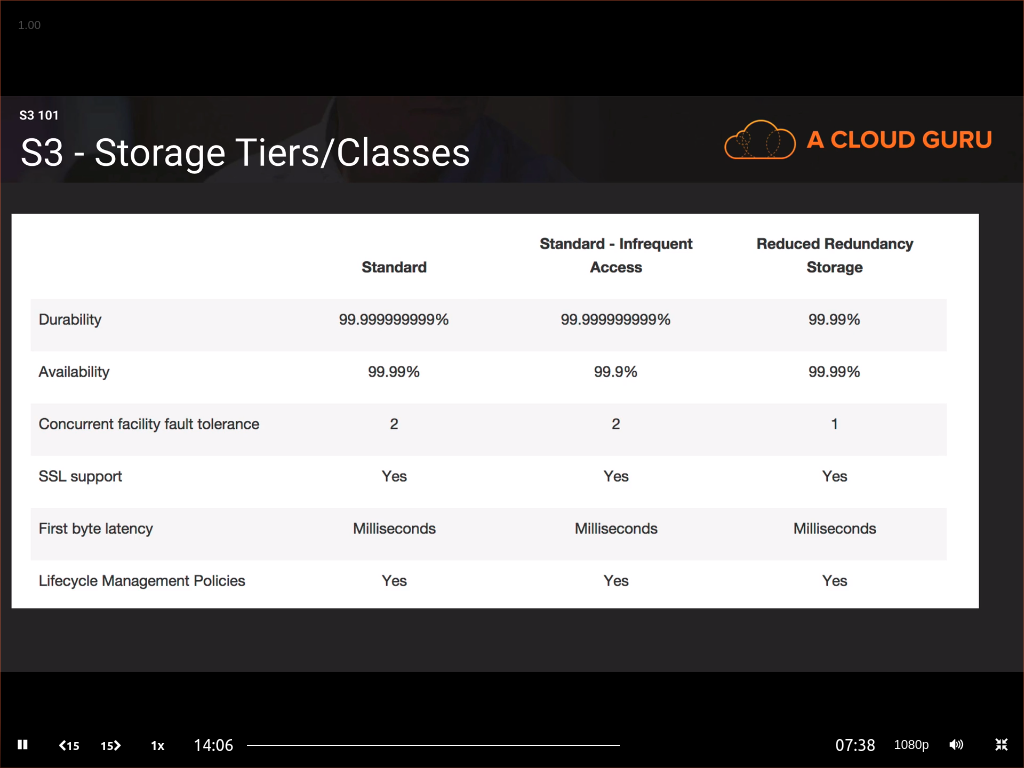 1.00
S3 101
S3 - Storage Tiers/Classes
A CLOUD GURU
Standard
Standard - Infrequent
Access
Reduced Redundancy
Storage
Durability 99.999999999% 99.999999999% 99.99%
Availability 99.99% 99.9% 99.99%
Concurrent facility fault tolerance 2 2 1
SSL support Yes Yes Yes
First byte latency Milliseconds Milliseconds Milliseconds
Lifecycle Management Policies Yes Yes Yes
15 15 1x 14:06 07:38 1080p